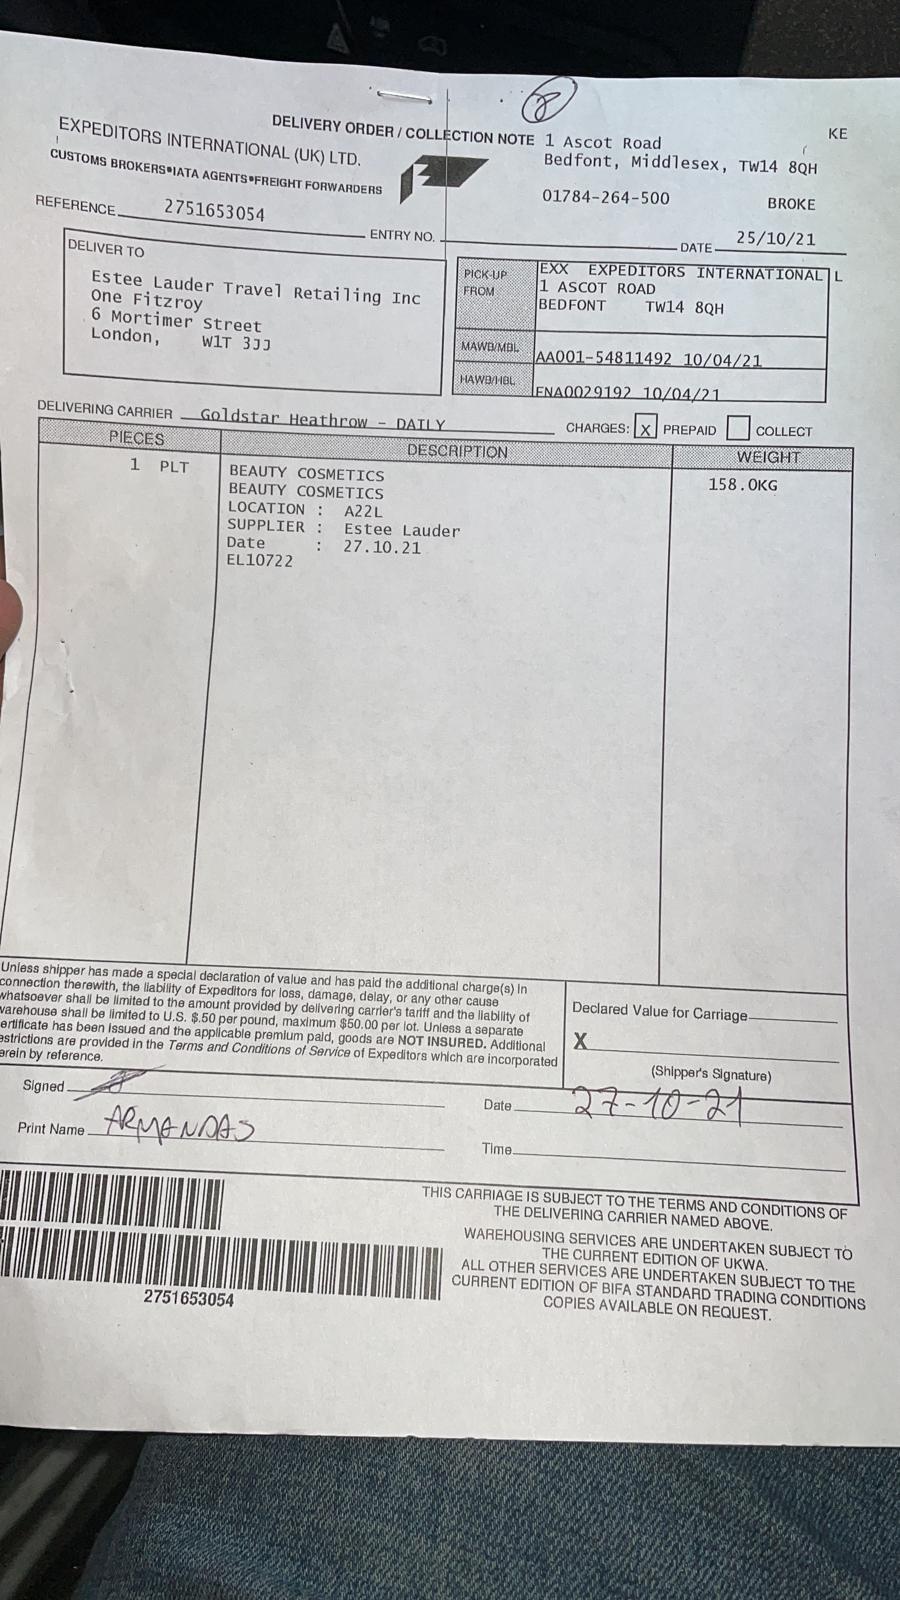 8
DELIVERY ORDER / COLLECTION NOTE
1 Ascot Road
KE
EXPEDITORS INTERNATIONAL (UK) LTD.
Bedfont, Middlesex, TW14 8QH
CUSTOMS BROKERS•IATA AGENTS•FREIGHT FORWARDERS
01784-264-500
BROKE
REFERENCE 2751653054
ENTRY NO.
DATE 25/10/21
DELIVER TO
Estee Lauder Travel Retailing Inc
One Fitzroy
6 Mortimer Street
London, W1T 3JJ
PICK-UP FROM
EXX EXPEDITORS INTERNATIONAL L
1 ASCOT ROAD
BEDFONT TW14 8QH
MAWB/MBL AA001-54811492 10/04/21
HAWB/HBL FNA0029192 10/04/21
DELIVERING CARRIER Goldstar Heathrow - DAILY
CHARGES: X PREPAID COLLECT
PIECES DESCRIPTION WEIGHT
1 PLT BEAUTY COSMETICS 158.0KG
BEAUTY COSMETICS
LOCATION : A22L
SUPPLIER : Estee Lauder
Date : 27.10.21
EL10722
Unless shipper has made a special declaration of value and has paid the additional charge(s) in
connection therewith, the liability of Expeditors for loss, damage, delay, or any other cause
whatsoever shall be limited to the amount provided by delivering carrier's tariff and the liability of
warehouse shall be limited to U.S. $.50 per pound, maximum $50.00 per lot. Unless a separate
ertificate has been issued and the applicable premium paid, goods are NOT INSURED. Additional
estrictions are provided in the Terms and Conditions of Service of Expeditors which are incorporated
erein by reference.
Declared Value for Carriage
X
(Shipper's Signature)
Signed
Date 27-10-21
Print Name ARMANDAS
Time
THIS CARRIAGE IS SUBJECT TO THE TERMS AND CONDITIONS OF
THE DELIVERING CARRIER NAMED ABOVE.
WAREHOUSING SERVICES ARE UNDERTAKEN SUBJECT TO
THE CURRENT EDITION OF UKWA.
ALL OTHER SERVICES ARE UNDERTAKEN SUBJECT TO THE
CURRENT EDITION OF BIFA STANDARD TRADING CONDITIONS
COPIES AVAILABLE ON REQUEST.
2751653054